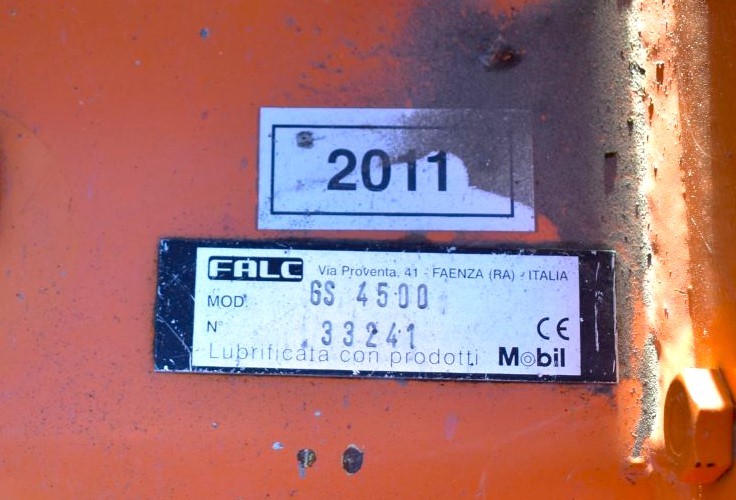 2011
FALC Via Proventa, 41 - FAENZA (RA) - ITALIA
MOD. GS 4500
N° 33241 CE
Lubrificata con prodotti Mobil